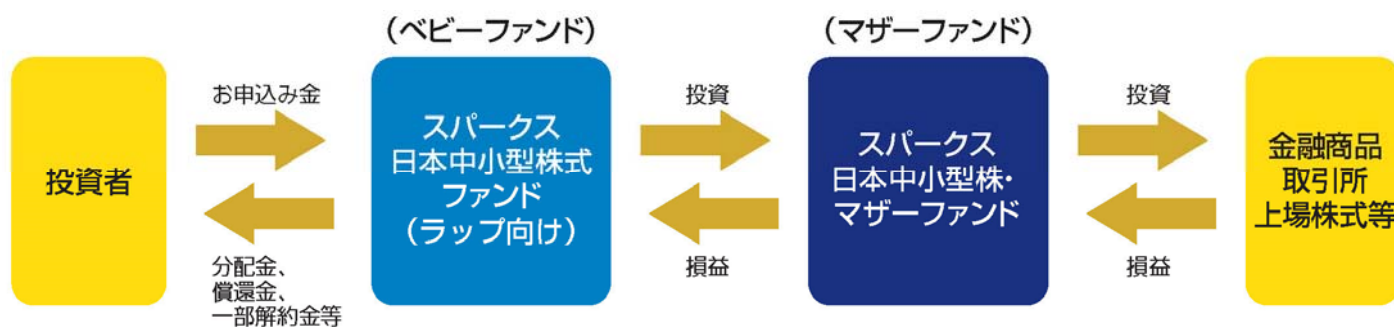 (ベビーファンド)
(マザーファンド)
投資者
お申込み金
分配金、
償還金、
一部解約金等
スパークス
日本中小型株式
ファンド
(ラップ向け)
投資
損益
スパークス
日本中小型株・
マザーファンド
投資
損益
金融商品
取引所
上場株式等